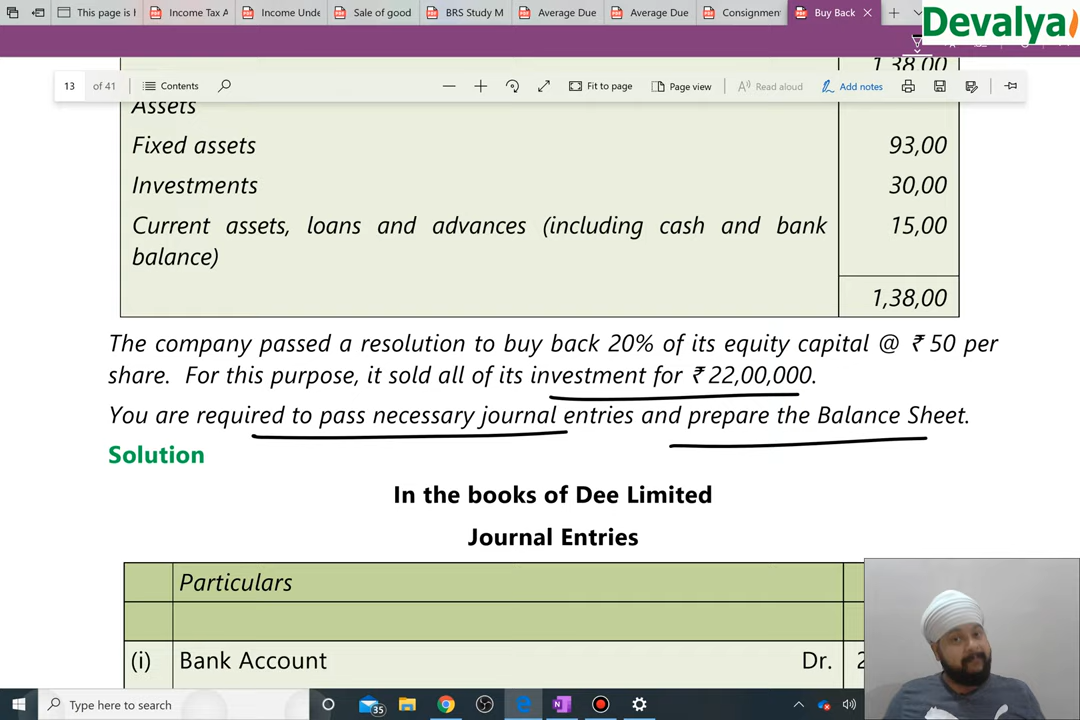 This page is
Income Tax A
Income Unde
Sale of good
BRS Study M
Average Due
Average Due
Consignmen
Buy Back
Devalya
13 of 41
Contents
Fit to page
Page view
Read aloud
Add notes
1,38,00
Assets
Fixed assets 93,00
Investments 30,00
Current assets, loans and advances (including cash and bank 15,00
balance)
1,38,00
The company passed a resolution to buy back 20% of its equity capital @ ₹ 50 per
share. For this purpose, it sold all of its investment for ₹ 22,00,000.
You are required to pass necessary journal entries and prepare the Balance Sheet.
Solution
In the books of Dee Limited
Journal Entries
Particulars
(i) Bank Account Dr. 2
Type here to search
35